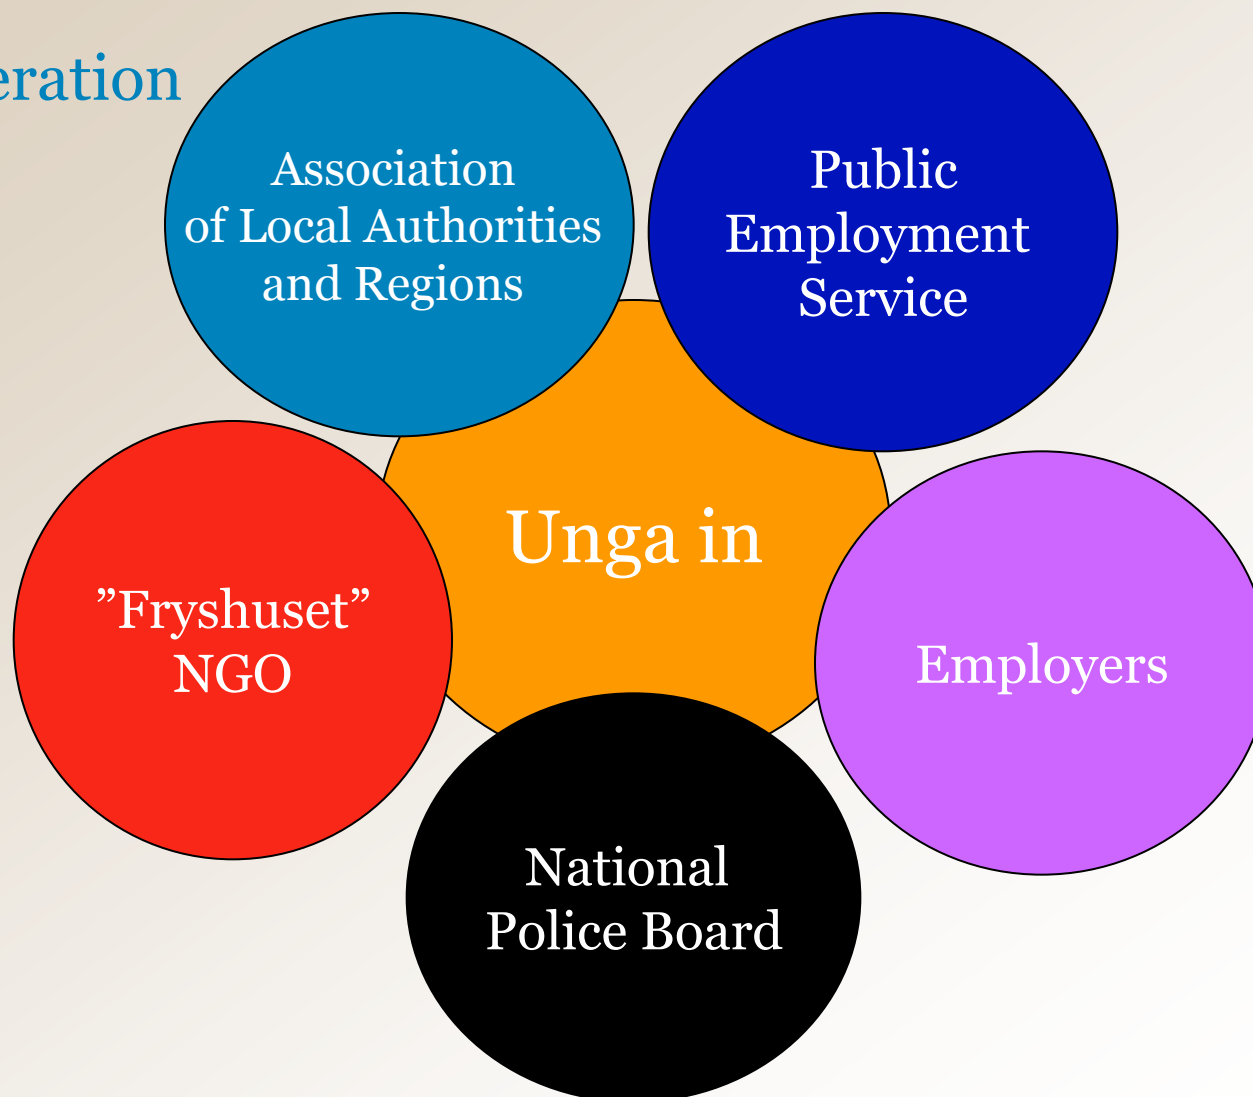 eration
Association
of Local Authorities
and Regions
Public
Employment
Service
Unga in
”Fryshuset”
NGO
Employers
National
Police Board